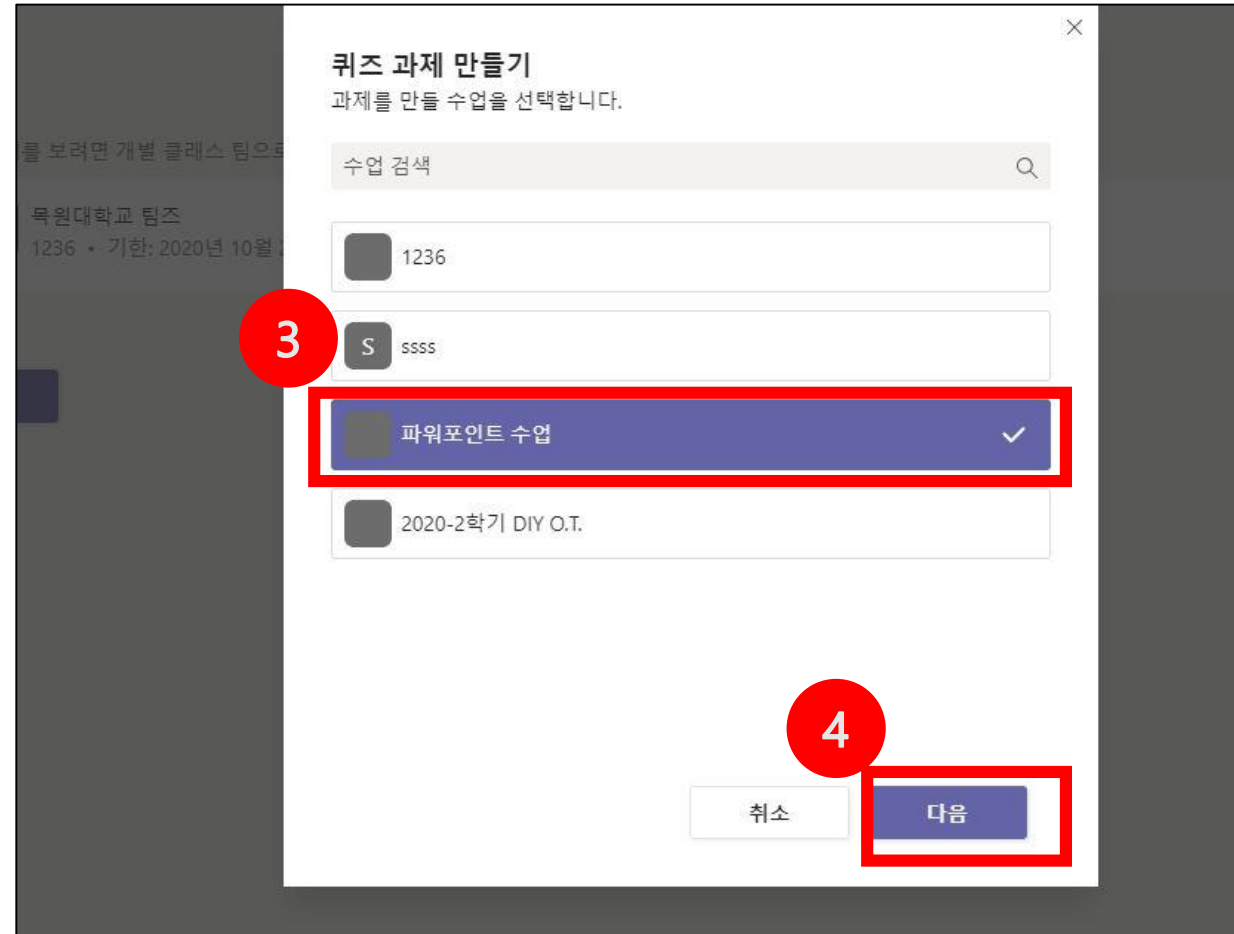 퀴즈 과제 만들기
과제를 만들 수업을 선택합니다.
를 보려면 개별 클래스 팀으로
수업 검색
목원대학교 팀즈
1236 • 기한: 2020년 10월
1236
3
S ssss
파워포인트 수업
2020-2학기 DIY O.T.
4
취소
다음